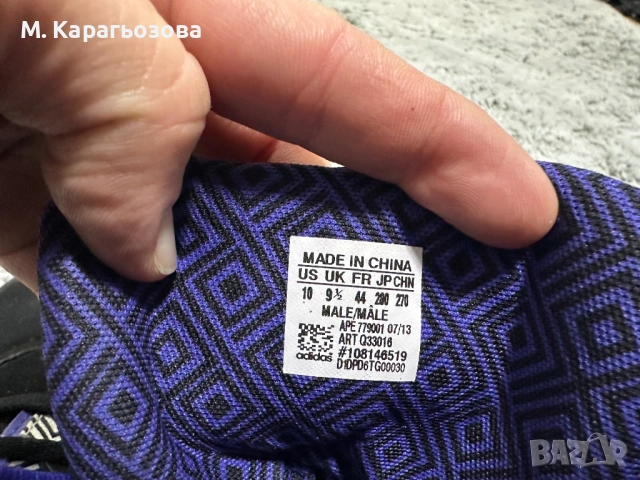 М. Карагьозова
MADE IN CHINA
US UK FR JP CHN
10 9½ 44 280 270
MALE/MÂLE
APE 779001 07/13
ART Q33016
adidas #108146519
D1DPD6TG00030
BAZAR